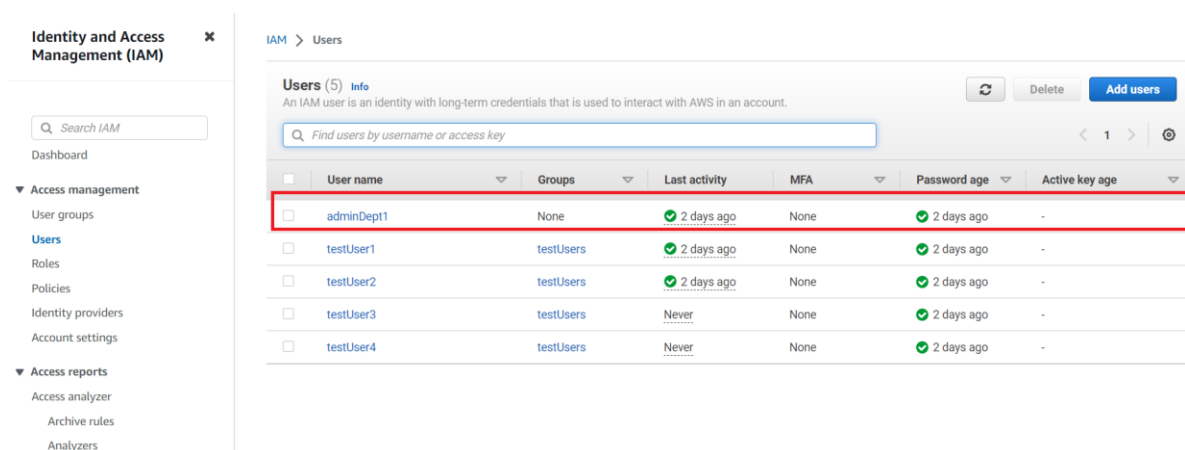 Identity and Access
Management (IAM)
Search IAM
Dashboard
Access management
User groups
Users
Roles
Policies
Identity providers
Account settings
Access reports
Access analyzer
Archive rules
Analyzers
IAM > Users
Users (5) Info
An IAM user is an identity with long-term credentials that is used to interact with AWS in an account.
Delete
Add users
Find users by username or access key
1
User name Groups Last activity MFA Password age Active key age
adminDept1 None 2 days ago None 2 days ago -
testUser1 testUsers 2 days ago None 2 days ago -
testUser2 testUsers 2 days ago None 2 days ago -
testUser3 testUsers Never None 2 days ago -
testUser4 testUsers Never None 2 days ago -